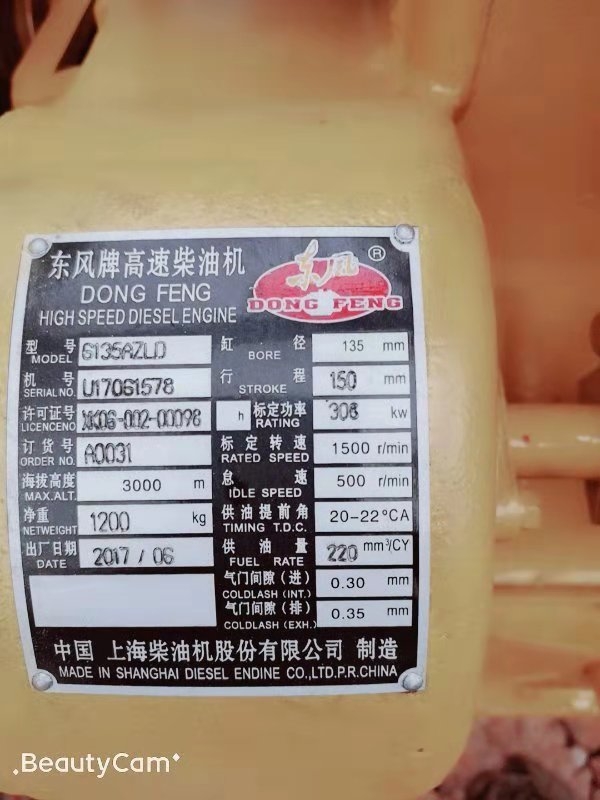 东风牌高速柴油机
DONG FENG
HIGH SPEED DIESEL ENGINE
东风 ®
DONG FENG
型号 MODEL 6135AZLD
缸径 BORE 135 mm
机号 SERIAL NO. U17061578
行程 STROKE 150 mm
许可证号 LICENCENO XK06-002-00098
h 标定功率 RATING 308 kw
订货号 ORDER NO. A0031
标定转速 RATED SPEED 1500 r/min
海拔高度 MAX.ALT. 3000 m
怠速 IDLE SPEED 500 r/min
净重 NETWEIGHT 1200 kg
供油提前角 TIMING T.D.C. 20-22°CA
出厂日期 DATE 2017 / 06
供油量 FUEL RATE 220 mm³/CY
气门间隙(进) COLDLASH (INT.) 0.30 mm
气门间隙(排) COLDLASH (EXH.) 0.35 mm
中国 上海柴油机股份有限公司 制造
MADE IN SHANGHAI DIESEL ENDINE CO.,LTD.P.R.CHINA
BeautyCam